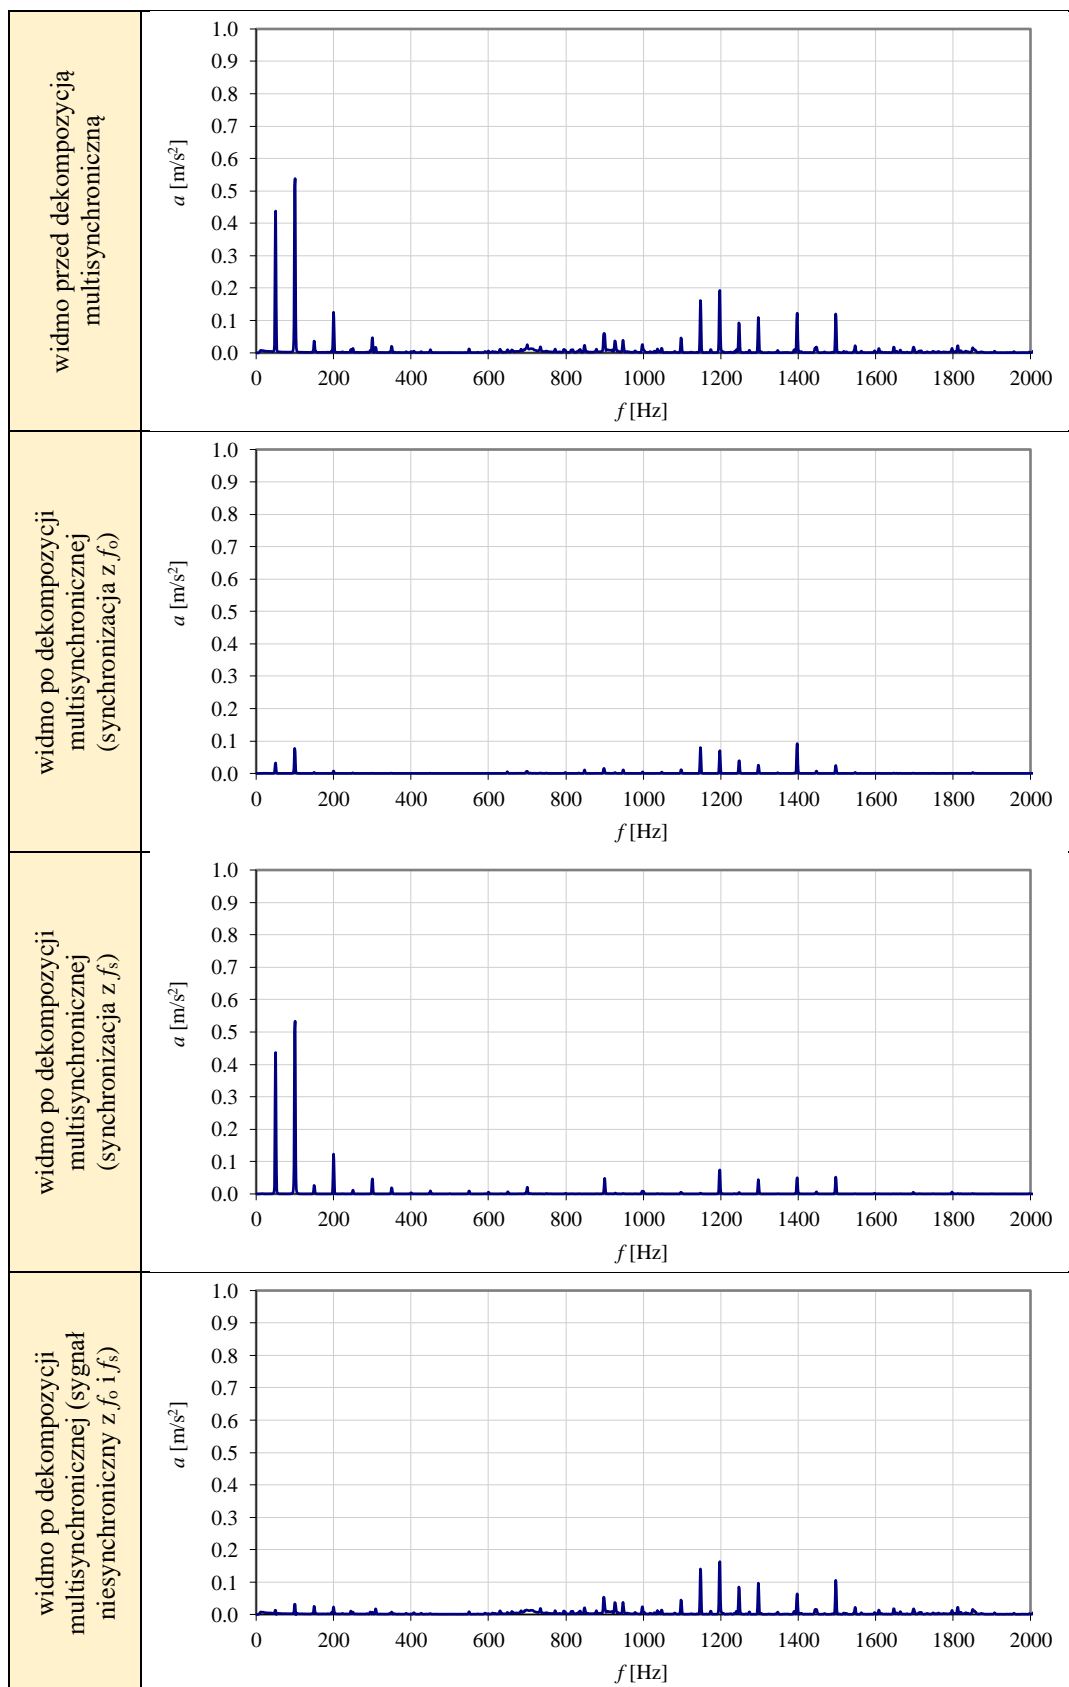 widmo przed dekompozycją
multisynchroniczną
1.0
0.9
0.8
0.7
0.6
0.5
0.4
0.3
0.2
0.1
0.0
a [m/s²]
0 200 400 600 800 1000 1200 1400 1600 1800 2000
f [Hz]
widmo po dekompozycji
multisynchronicznej
(synchronizacja z fo)
1.0
0.9
0.8
0.7
0.6
0.5
0.4
0.3
0.2
0.1
0.0
a [m/s²]
0 200 400 600 800 1000 1200 1400 1600 1800 2000
f [Hz]
widmo po dekompozycji
multisynchronicznej
(synchronizacja z fs)
1.0
0.9
0.8
0.7
0.6
0.5
0.4
0.3
0.2
0.1
0.0
a [m/s²]
0 200 400 600 800 1000 1200 1400 1600 1800 2000
f [Hz]
widmo po dekompozycji
multisynchronicznej (sygnał
niesynchroniczny z fo i fs)
1.0
0.9
0.8
0.7
0.6
0.5
0.4
0.3
0.2
0.1
0.0
a [m/s²]
0 200 400 600 800 1000 1200 1400 1600 1800 2000
f [Hz]